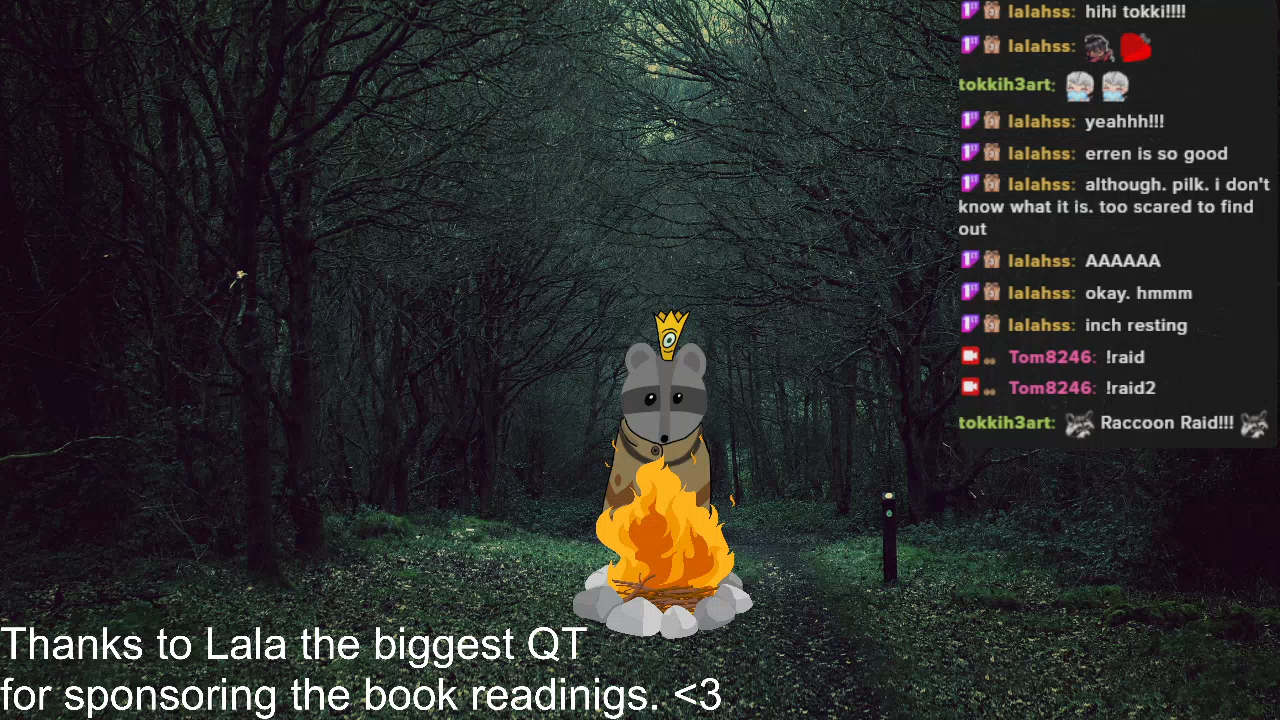 lalahss: hihi tokki!!!!
lalahss:
tokkih3art:
lalahss: yeahhh!!!
lalahss: erren is so good
lalahss: although. pilk. i don't
know what it is. too scared to find
out
lalahss: AAAAAA
lalahss: okay. hmmm
lalahss: inch resting
Tom8246: !raid
Tom8246: !raid2
tokkih3art: Raccoon Raid!!!
Thanks to Lala the biggest QT
for sponsoring the book readinigs. <3